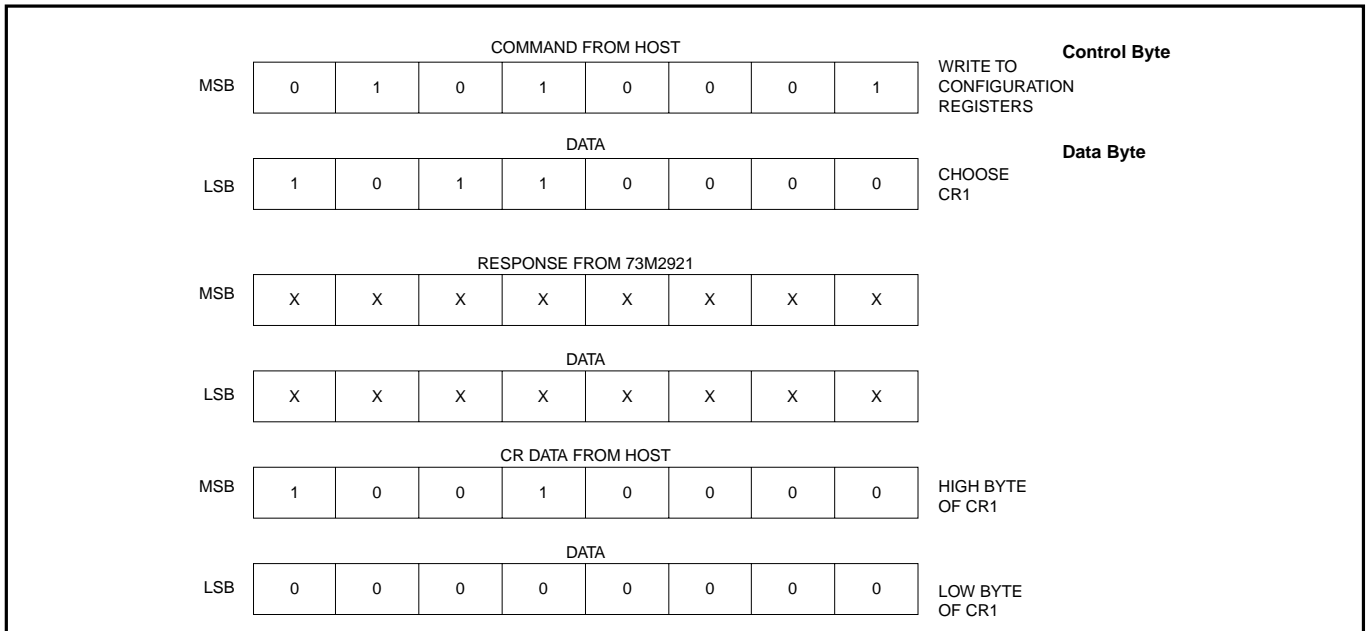 COMMAND FROM HOST
Control Byte
MSB 0 1 0 1 0 0 0 1
WRITE TO
CONFIGURATION
REGISTERS
DATA
Data Byte
LSB 1 0 1 1 0 0 0 0
CHOOSE
CR1
RESPONSE FROM 73M2921
MSB X X X X X X X X
DATA
LSB X X X X X X X X
CR DATA FROM HOST
MSB 1 0 0 1 0 0 0 0
HIGH BYTE
OF CR1
DATA
LSB 0 0 0 0 0 0 0 0
LOW BYTE
OF CR1